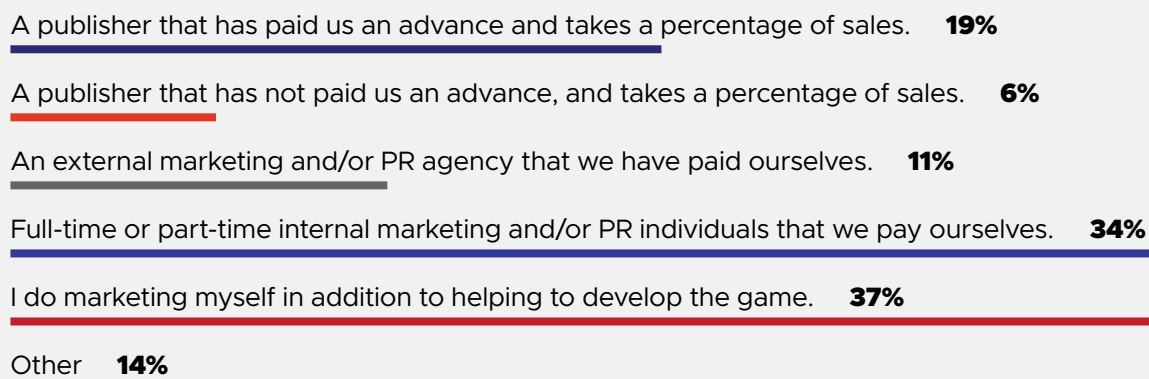 A publisher that has paid us an advance and takes a percentage of sales. 19%
A publisher that has not paid us an advance, and takes a percentage of sales. 6%
An external marketing and/or PR agency that we have paid ourselves. 11%
Full-time or part-time internal marketing and/or PR individuals that we pay ourselves. 34%
I do marketing myself in addition to helping to develop the game. 37%
Other 14%